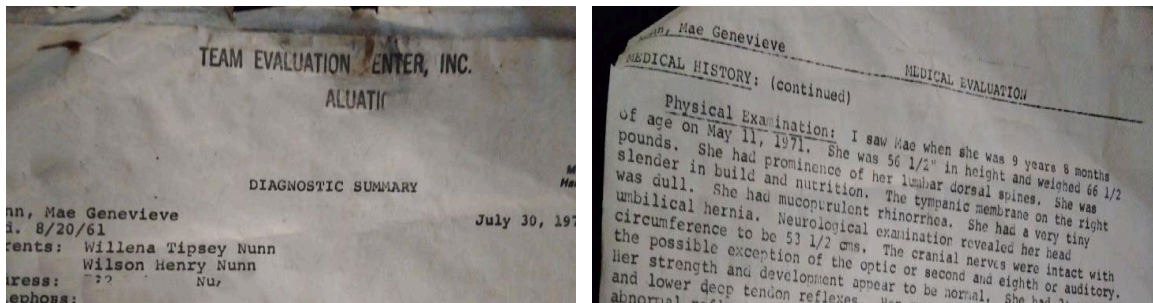 TEAM EVALUATION ENTER, INC.
ALUATI
DIAGNOSTIC SUMMARY
nn, Mae Genevieve
July 30, 197
8/20/61
rents: Willena Tipsey Nunn
Wilson Henry Nunn
ress:
lephos:
Mae Genevieve
MEDICAL EVALUATION
MEDICAL HISTORY: (continued)
Physical Examination: I saw Mae when she was 9 years 8 months
of age on May 11, 1971. She was 56 1/2" in height and weighed 66 1/2
pounds. She had prominence of her lumbar dorsal spines. She was
slender in build and nutrition. The tympanic membrane on the right
was dull. She had mucopurulent rhinorrhea. She had a very tiny
umbilical hernia. Neurological examination revealed her head
circumference to be 53 1/2 cms. The cranial nerves were intact with
the possible exception of the optic or second and eighth or auditory.
Her strength and development appear to be normal. She had
and lower deep tendon reflexes.
abnormal